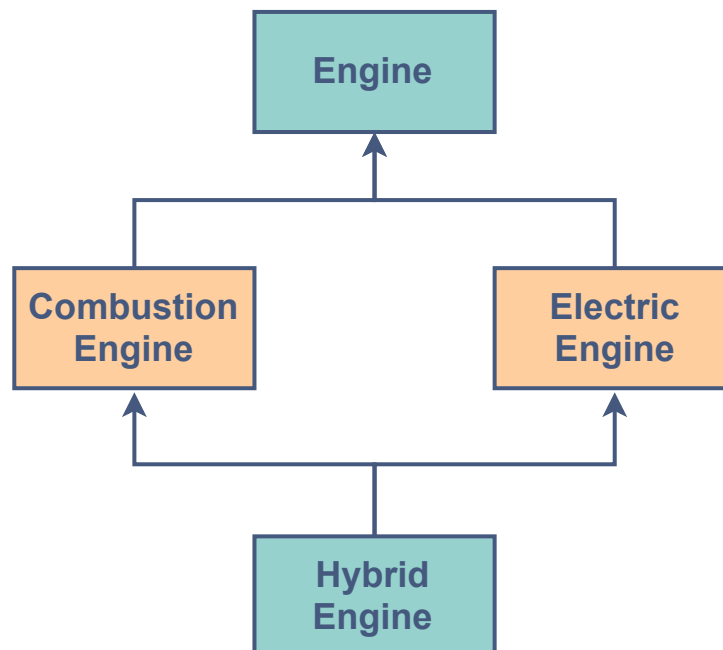 Engine
Combustion
Engine
Electric
Engine
Hybrid
Engine